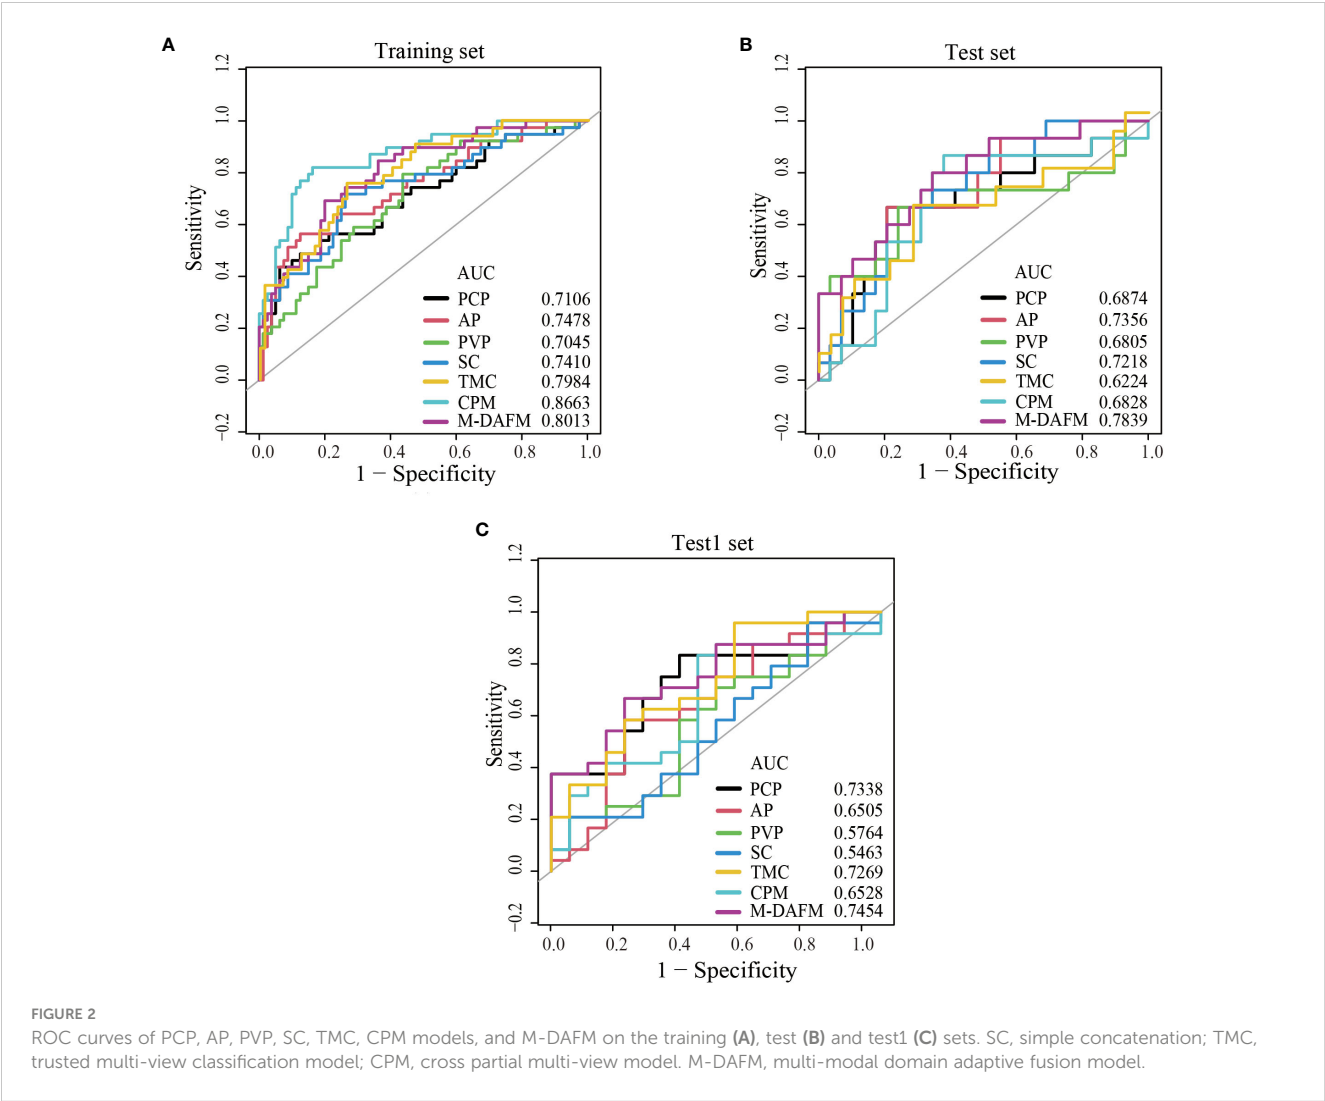 A
Training set
1.2
1.0
0.8
0.6
0.4
0.2
0.0
−0.2
Sensitivity
AUC
PCP 0.7106
AP 0.7478
PVP 0.7045
SC 0.7410
TMC 0.7984
CPM 0.8663
M-DAFM 0.8013
0.0 0.2 0.4 0.6 0.8 1.0
1 − Specificity
B
Test set
1.2
1.0
0.8
0.6
0.4
0.2
0.0
−0.2
Sensitivity
AUC
PCP 0.6874
AP 0.7356
PVP 0.6805
SC 0.7218
TMC 0.6224
CPM 0.6828
M-DAFM 0.7839
0.0 0.2 0.4 0.6 0.8 1.0
1 − Specificity
C
Test1 set
1.2
1.0
0.8
0.6
0.4
0.2
0.0
−0.2
Sensitivity
AUC
PCP 0.7338
AP 0.6505
PVP 0.5764
SC 0.5463
TMC 0.7269
CPM 0.6528
M-DAFM 0.7454
0.0 0.2 0.4 0.6 0.8 1.0
1 − Specificity
FIGURE 2
ROC curves of PCP, AP, PVP, SC, TMC, CPM models, and M-DAFM on the training (A), test (B) and test1 (C) sets. SC, simple concatenation; TMC,
trusted multi-view classification model; CPM, cross partial multi-view model. M-DAFM, multi-modal domain adaptive fusion model.